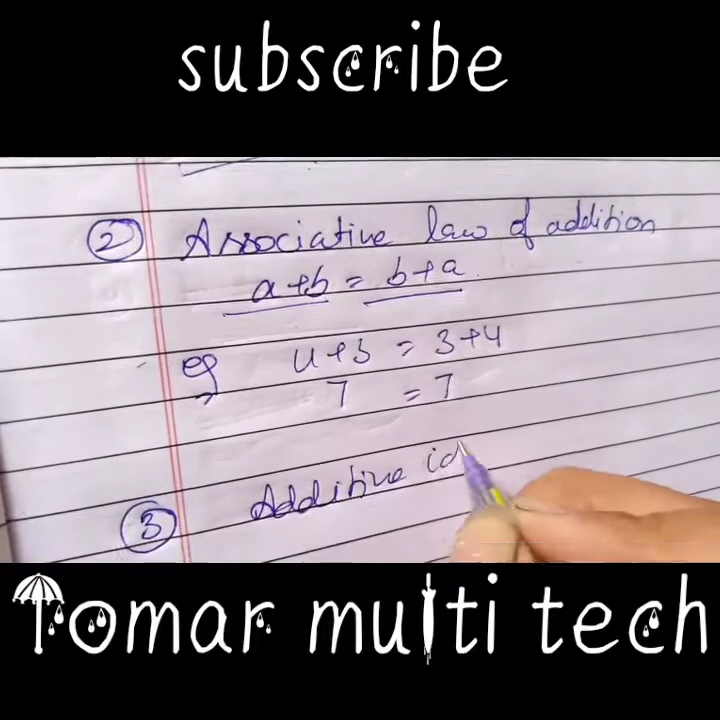 subscribe
② Associative law of addition
a+b = b+a
eg 4+3 = 3+4
7 = 7
③ Additive id
Tomar multi tech